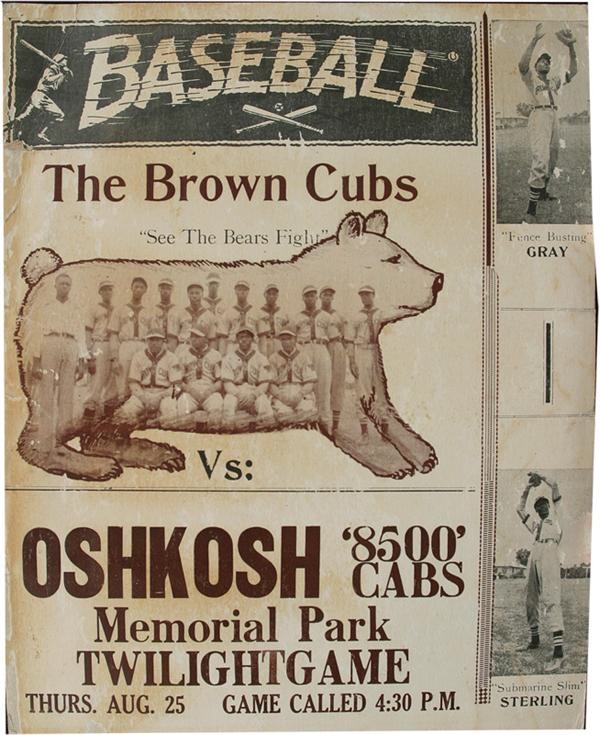 BASEBALL ®
The Brown Cubs
"See The Bears Fight"
Vs:
OSHKOSH '8500' CABS
Memorial Park
TWILIGHTGAME
THURS. AUG. 25 GAME CALLED 4:30 P.M.
"Fence Busting"
GRAY
"Submarine Slim"
STERLING